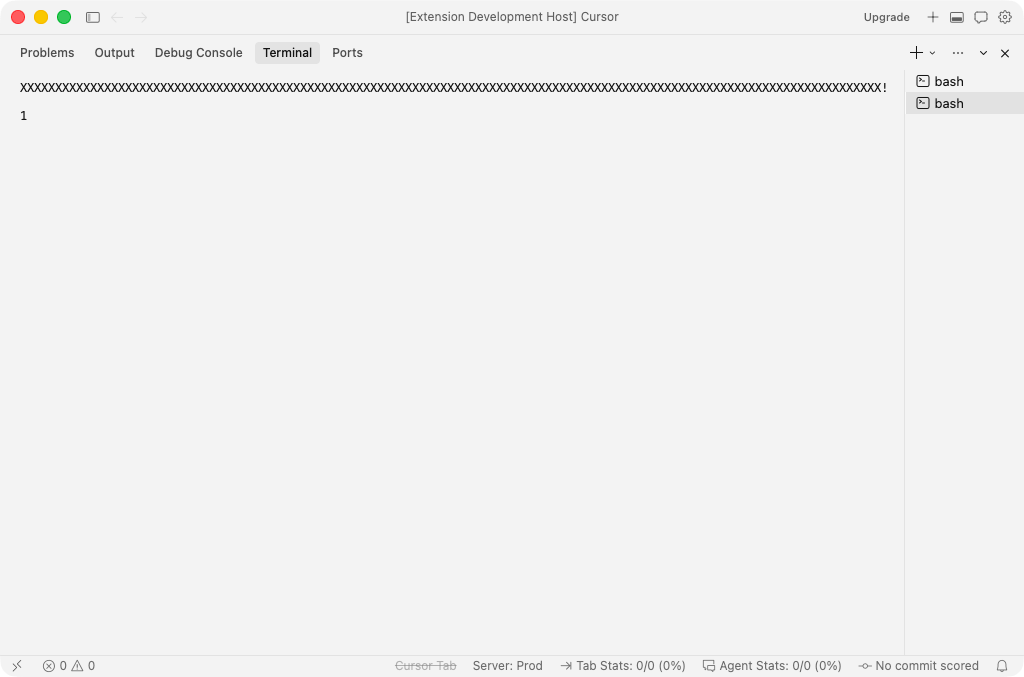 [Extension Development Host] Cursor
Upgrade
Problems Output Debug Console Terminal Ports
XXXXXXXXXXXXXXXXXXXXXXXXXXXXXXXXXXXXXXXXXXXXXXXXXXXXXXXXXXXXXXXXXXXXXXXXXXXXXXXXXXXXXXXXXXXXXXXXXXXXXXXXXXXXXXXXXXXXXXXXXXX!
1
bash
bash
0 0 Cursor Tab Server: Prod Tab Stats: 0/0 (0%) Agent Stats: 0/0 (0%) No commit scored